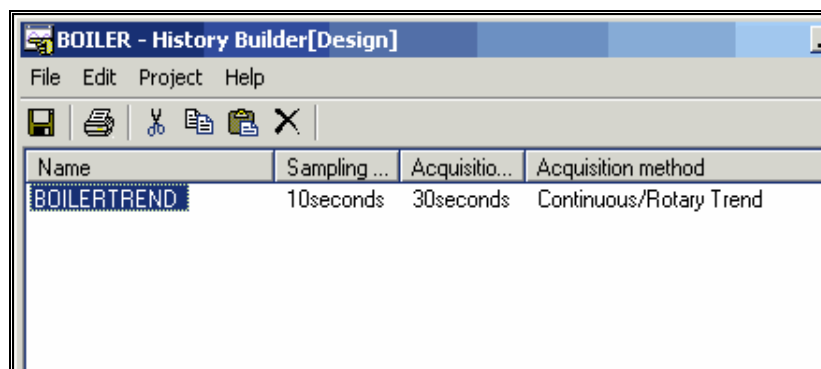 BOILER - History Builder[Design]
File Edit Project Help
Name Sampling ... Acquisitio... Acquisition method
BOILERTREND 10seconds 30seconds Continuous/Rotary Trend